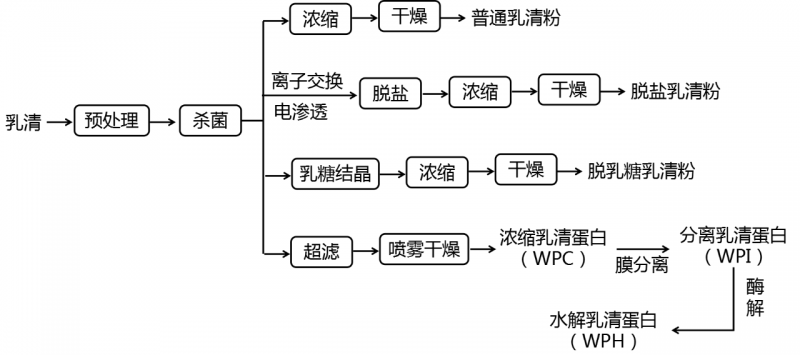 浓缩
干燥
普通乳清粉
离子交换
电渗透
脱盐
浓缩
干燥
脱盐乳清粉
乳清
预处理
杀菌
乳糖结晶
浓缩
干燥
脱乳糖乳清粉
超滤
喷雾干燥
浓缩乳清蛋白
（WPC）
膜分离
分离乳清蛋白
（WPI）
酶解
水解乳清蛋白
（WPH）